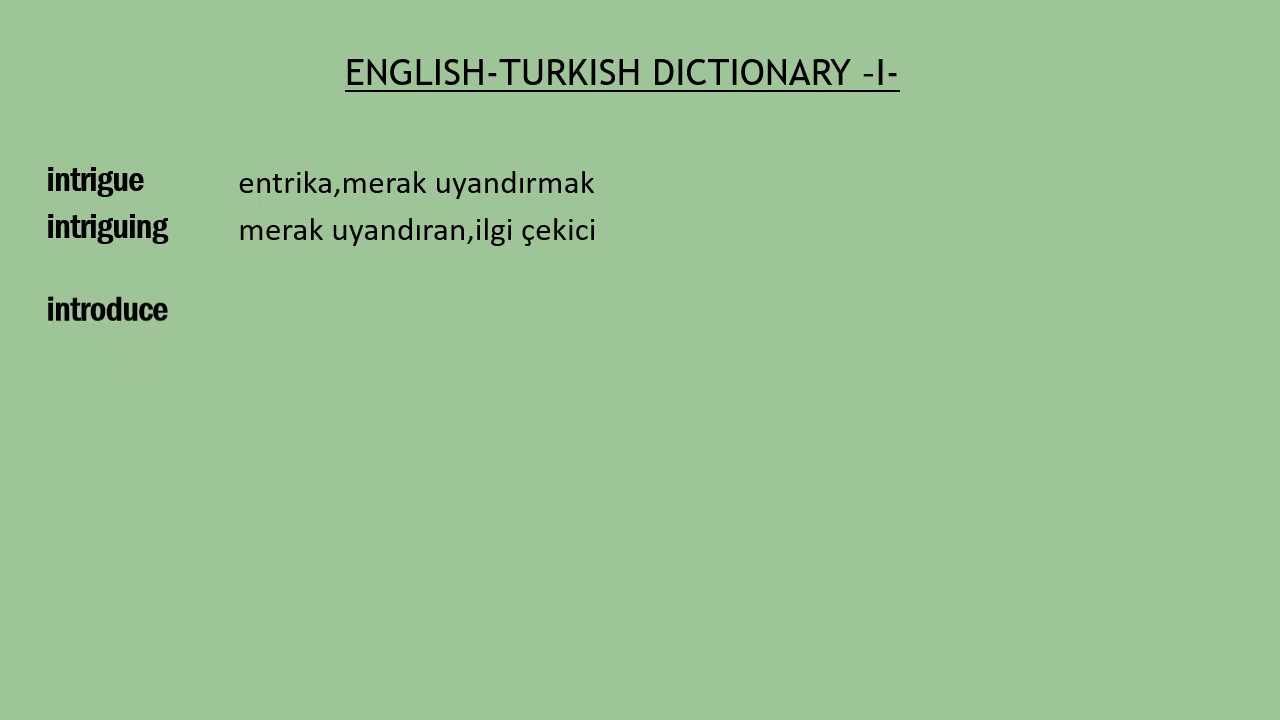 ENGLISH-TURKISH DICTIONARY –I-
intrigue entrika,merak uyandırmak
intriguing merak uyandıran,ilgi çekici
introduce